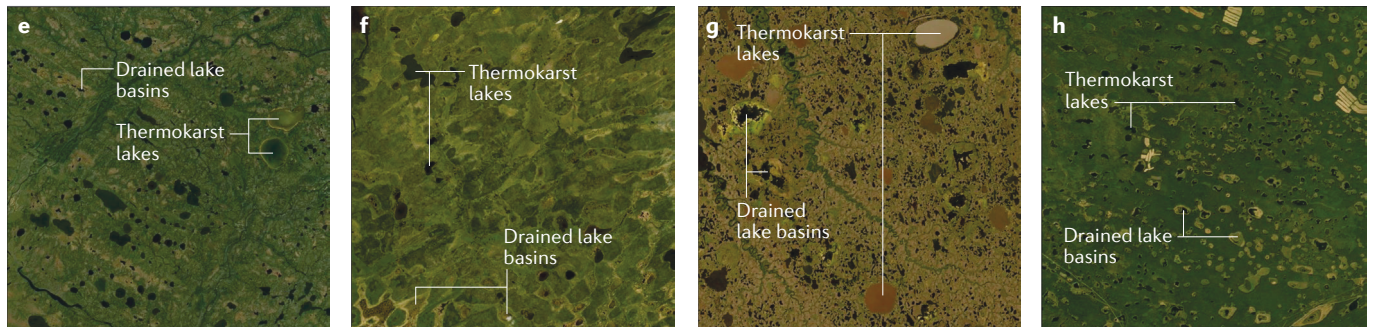 e
Drained lake
basins
Thermokarst
lakes
f
Thermokarst
lakes
Drained lake
basins
g
Thermokarst
lakes
Drained
lake basins
h
Thermokarst
lakes
Drained lake
basins